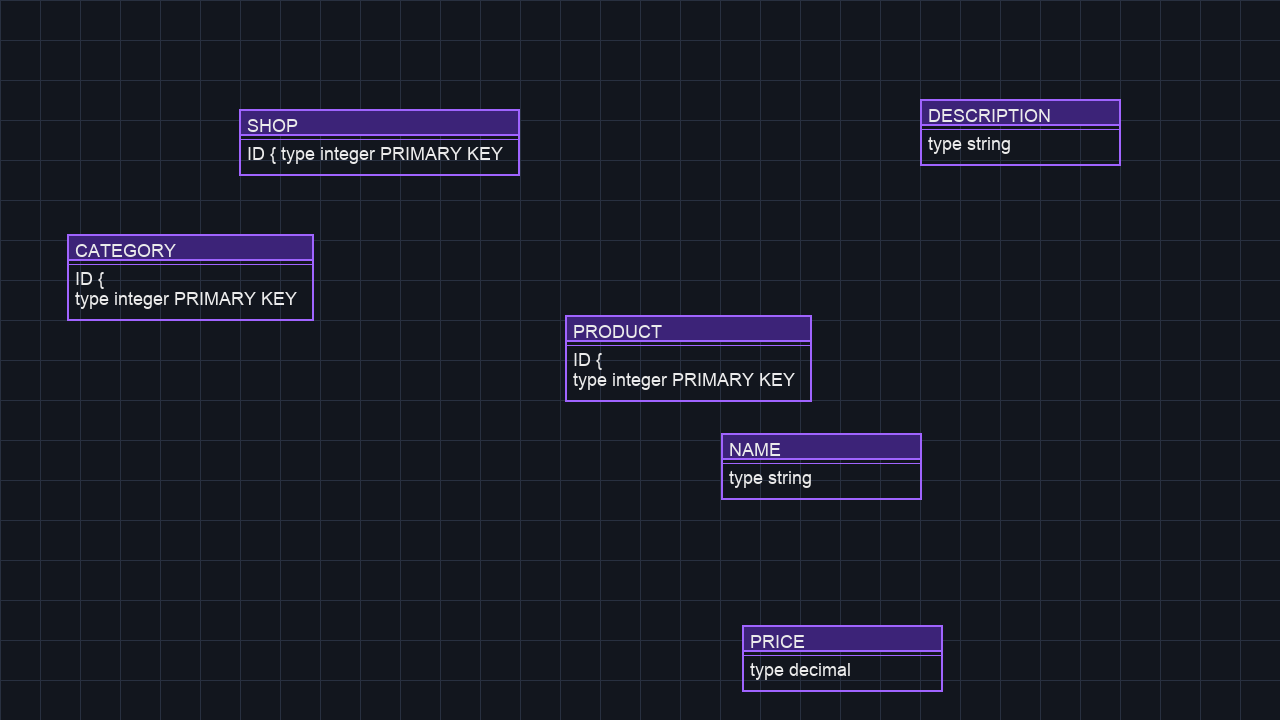 SHOP
ID { type integer PRIMARY KEY
DESCRIPTION
type string
CATEGORY
ID {
type integer PRIMARY KEY
PRODUCT
ID {
type integer PRIMARY KEY
NAME
type string
PRICE
type decimal